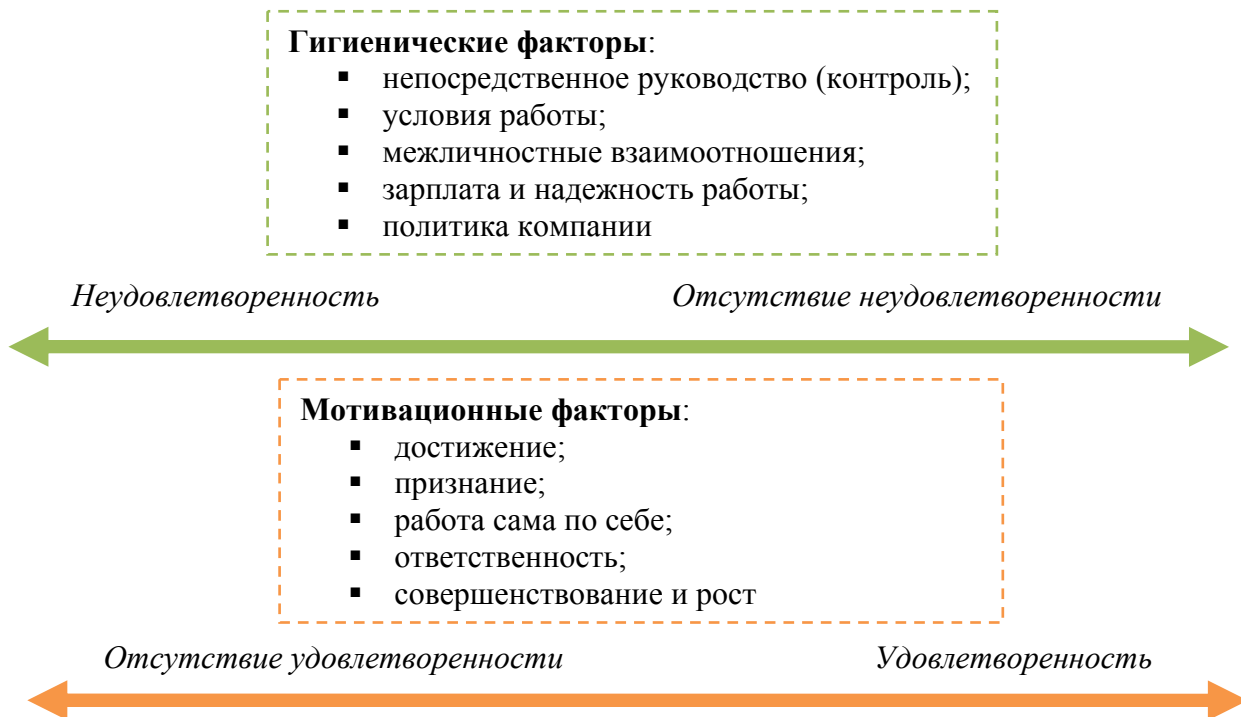 Гигиенические факторы:
▪ непосредственное руководство (контроль);
▪ условия работы;
▪ межличностные взаимоотношения;
▪ зарплата и надежность работы;
▪ политика компании
Неудовлетворенность Отсутствие неудовлетворенности
Мотивационные факторы:
▪ достижение;
▪ признание;
▪ работа сама по себе;
▪ ответственность;
▪ совершенствование и рост
Отсутствие удовлетворенности Удовлетворенность